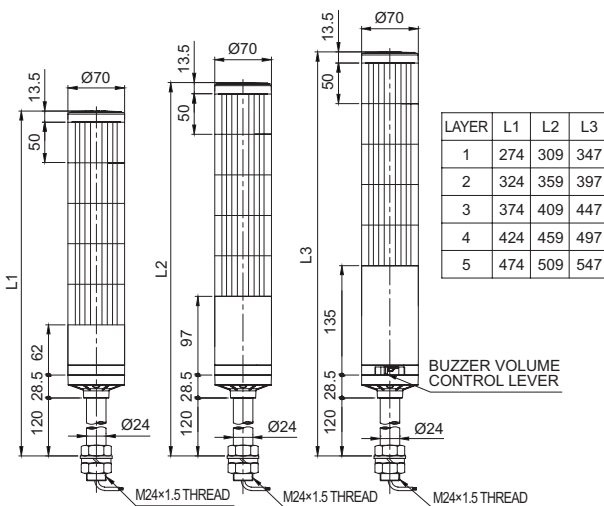 13.5
Ø70
50
L1
62
28.5
120
Ø24
M24×1.5 THREAD
13.5
Ø70
50
L2
97
28.5
120
Ø24
M24×1.5 THREAD
13.5
Ø70
50
L3
135
28.5
120
Ø24
M24×1.5 THREAD
BUZZER VOLUME
CONTROL LEVER
LAYER L1 L2 L3
1 274 309 347
2 324 359 397
3 374 409 447
4 424 459 497
5 474 509 547